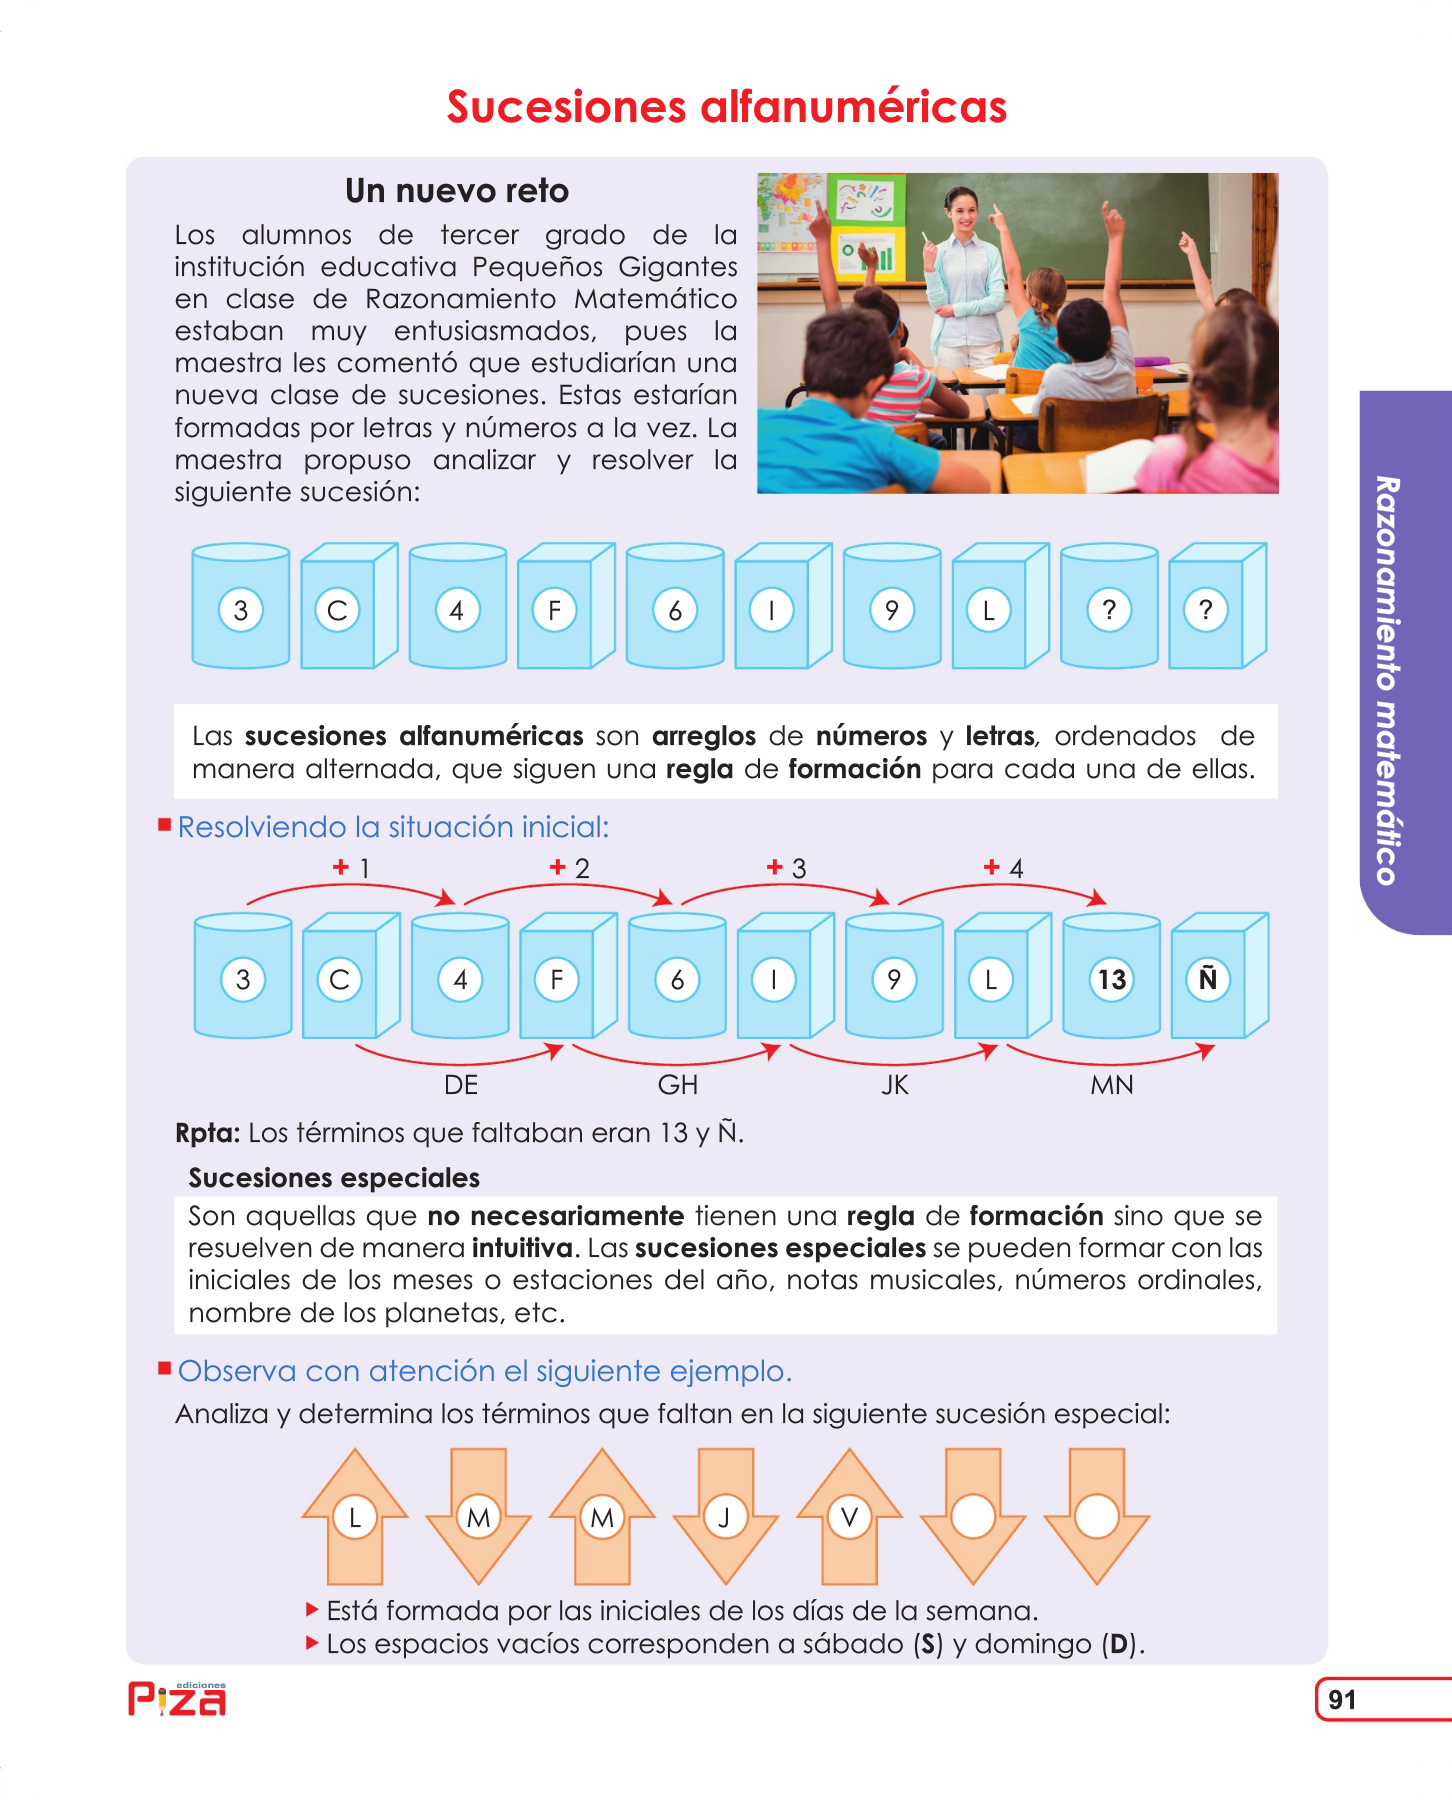 Sucesiones alfanuméricas
Un nuevo reto
Los alumnos de tercer grado de la
institución educativa Pequeños Gigantes
en clase de Razonamiento Matemático
estaban muy entusiasmados, pues la
maestra les comentó que estudiarían una
nueva clase de sucesiones. Estas estarían
formadas por letras y números a la vez. La
maestra propuso analizar y resolver la
siguiente sucesión:
3 C 4 F 6 I 9 L ? ?
Las sucesiones alfanuméricas son arreglos de números y letras, ordenados de
manera alternada, que siguen una regla de formación para cada una de ellas.
Resolviendo la situación inicial:
+ 1 + 2 + 3 + 4
3 C 4 F 6 I 9 L 13 Ñ
DE GH JK MN
Rpta: Los términos que faltaban eran 13 y Ñ.
Sucesiones especiales
Son aquellas que no necesariamente tienen una regla de formación sino que se
resuelven de manera intuitiva. Las sucesiones especiales se pueden formar con las
iniciales de los meses o estaciones del año, notas musicales, números ordinales,
nombre de los planetas, etc.
Observa con atención el siguiente ejemplo.
Analiza y determina los términos que faltan en la siguiente sucesión especial:
L M M J V
Está formada por las iniciales de los días de la semana.
Los espacios vacíos corresponden a sábado (S) y domingo (D).
Razonamiento matemático
ediciones
Piza
91